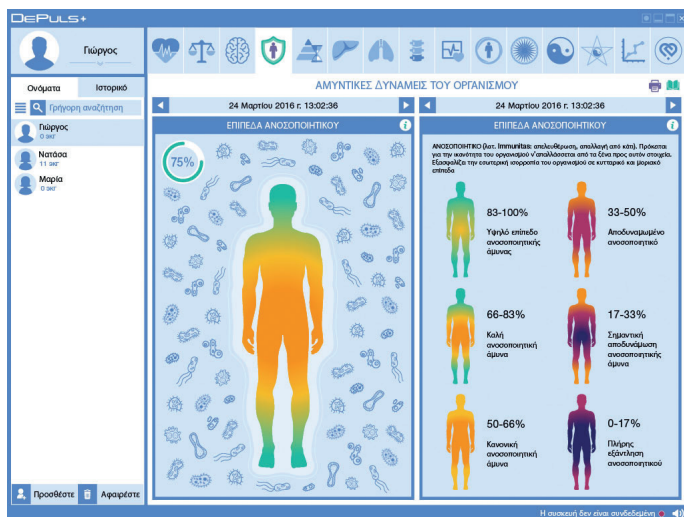 DEPULS+
Γιώργος
Ονόματα
Ιστορικό
Γρήγορη αναζήτηση
Γιώργος
0 экг
Νατάσα
11 экг
Μαρία
0 экг
Προσθέστε
Αφαιρέστε
ΑΜΥΝΤΙΚΕΣ ΔΥΝΑΜΕΙΣ ΤΟΥ ΟΡΓΑΝΙΣΜΟΥ
24 Μαρτίου 2016 г. 13:02:36
ΕΠΙΠΕΔΑ ΑΝΟΣΟΠΟΙΗΤΙΚΟΥ
75%
24 Μαρτίου 2016 г. 13:02:36
ΕΠΙΠΕΔΑ ΑΝΟΣΟΠΟΙΗΤΙΚΟΥ
ΑΝΟΣΟΠΟΙΗΤΙΚΟ (λατ. Immunitas: απελευθέρωση, απαλλαγή από κάτι). Πρόκειται
για την ικανότητα του οργανισμού ν'απαλλάσσεται από τα ξένα προς αυτόν στοιχεία.
Εξασφαλίζει την εσωτερική ισορροπία του οργανισμού σε κυτταρικό και μοριακό
επίπεδο
83-100%
Υψηλό επίπεδο
ανοσοποιητικής
άμυνας
33-50%
Αποδυναμωμένο
ανοσοποιητικό
66-83%
Καλή
ανοσοποιητική
άμυνα
17-33%
Σημαντική
αποδυνάμωση
ανοσοποιητικής
άμυνας
50-66%
Κανονική
ανοσοποιητική
άμυνα
0-17%
Πλήρης
εξάντληση
ανοσοποιητικού
Η συσκευή δεν είναι συνδεδεμένη